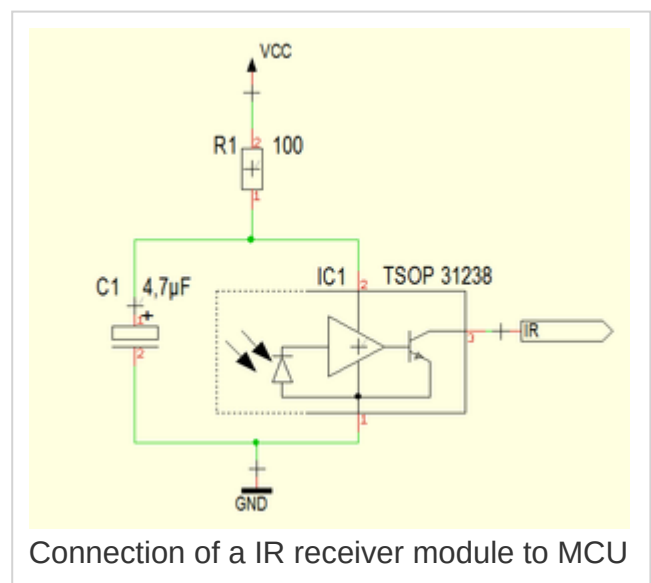 VCC
R1 100
2
1
C1 4,7µF
1
+
2
IC1 TSOP 31238
2
3
IR
1
GND
Connection of a IR receiver module to MCU